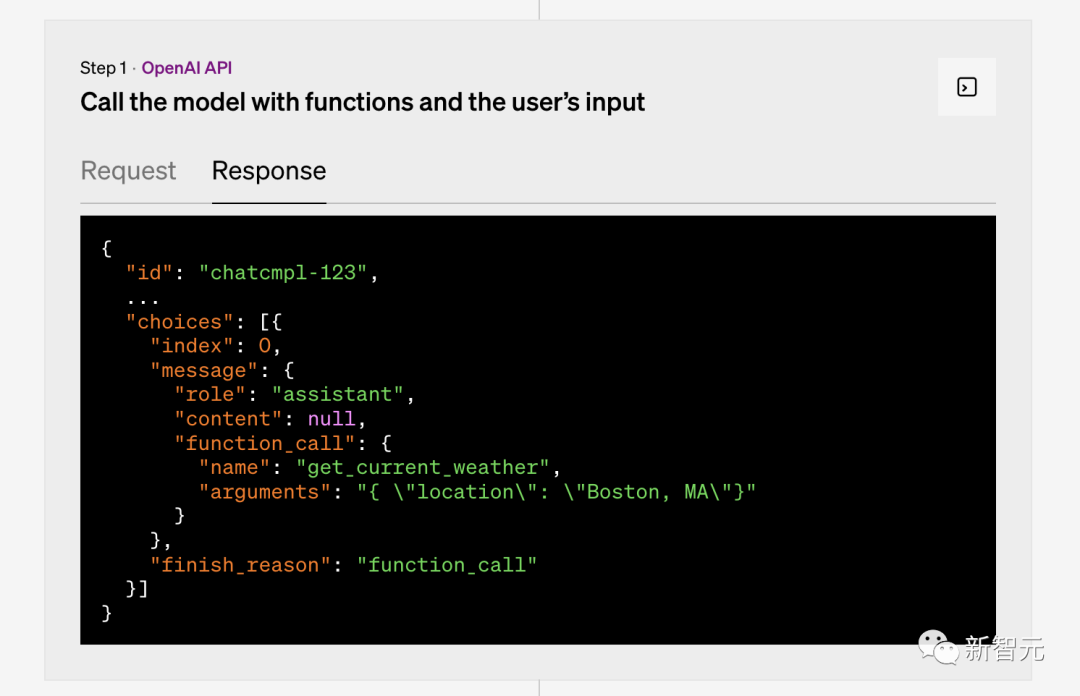 Step 1 · OpenAI API
Call the model with functions and the user’s input
Request Response
{
  "id": "chatcmpl-123",
  ...
  "choices": [{
    "index": 0,
    "message": {
      "role": "assistant",
      "content": null,
      "function_call": {
        "name": "get_current_weather",
        "arguments": "{ \"location\": \"Boston, MA\"}"
      }
    },
    "finish_reason": "function_call"
  }]
}
新智元